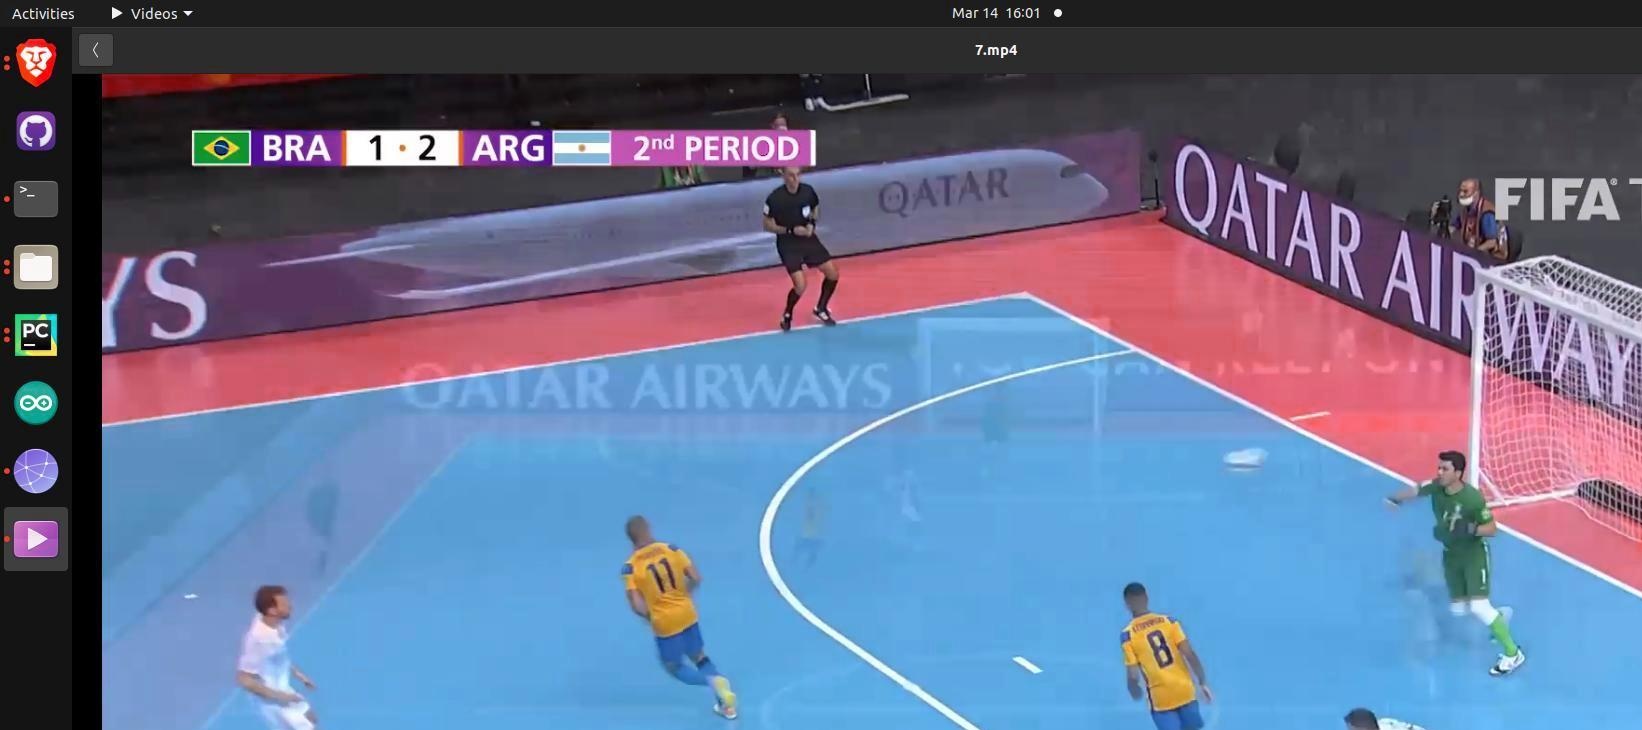 Activities
Videos
Mar 14 16:01
7.mp4
>_
PC
BRA 1 · 2 ARG 2nd PERIOD
QATAR
QATAR AIRWAYS
FIFA
YS
QATAR AIRWAYS
11
8
1